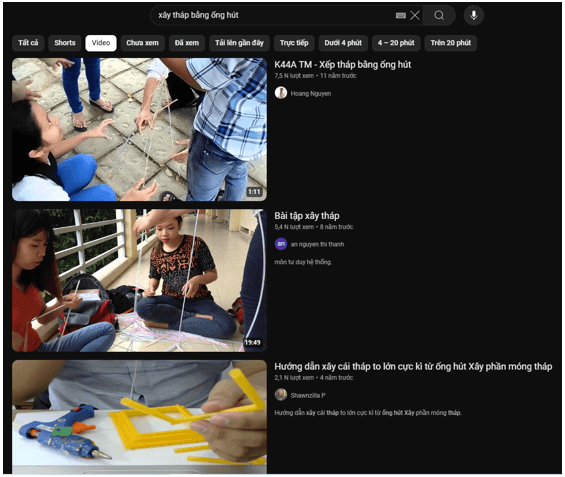 xây tháp bằng ống hút
Tất cả
Shorts
Video
Chưa xem
Đã xem
Tải lên gần đây
Trực tiếp
Dưới 4 phút
4 – 20 phút
Trên 20 phút
K44A TM - Xếp tháp bằng ống hút
7,5 N lượt xem • 11 năm trước
Hoang Nguyen
1:11
Bài tập xây tháp
5,4 N lượt xem • 8 năm trước
an
an nguyen thi thanh
môn tư duy hệ thống.
19:49
Hướng dẫn xây cái tháp to lớn cực kì từ ống hút Xây phần móng tháp
2,1 N lượt xem • 4 năm trước
Shawnzilla P
Hướng dẫn xây cái tháp to lớn cực kì từ ống hút Xây phần móng tháp.